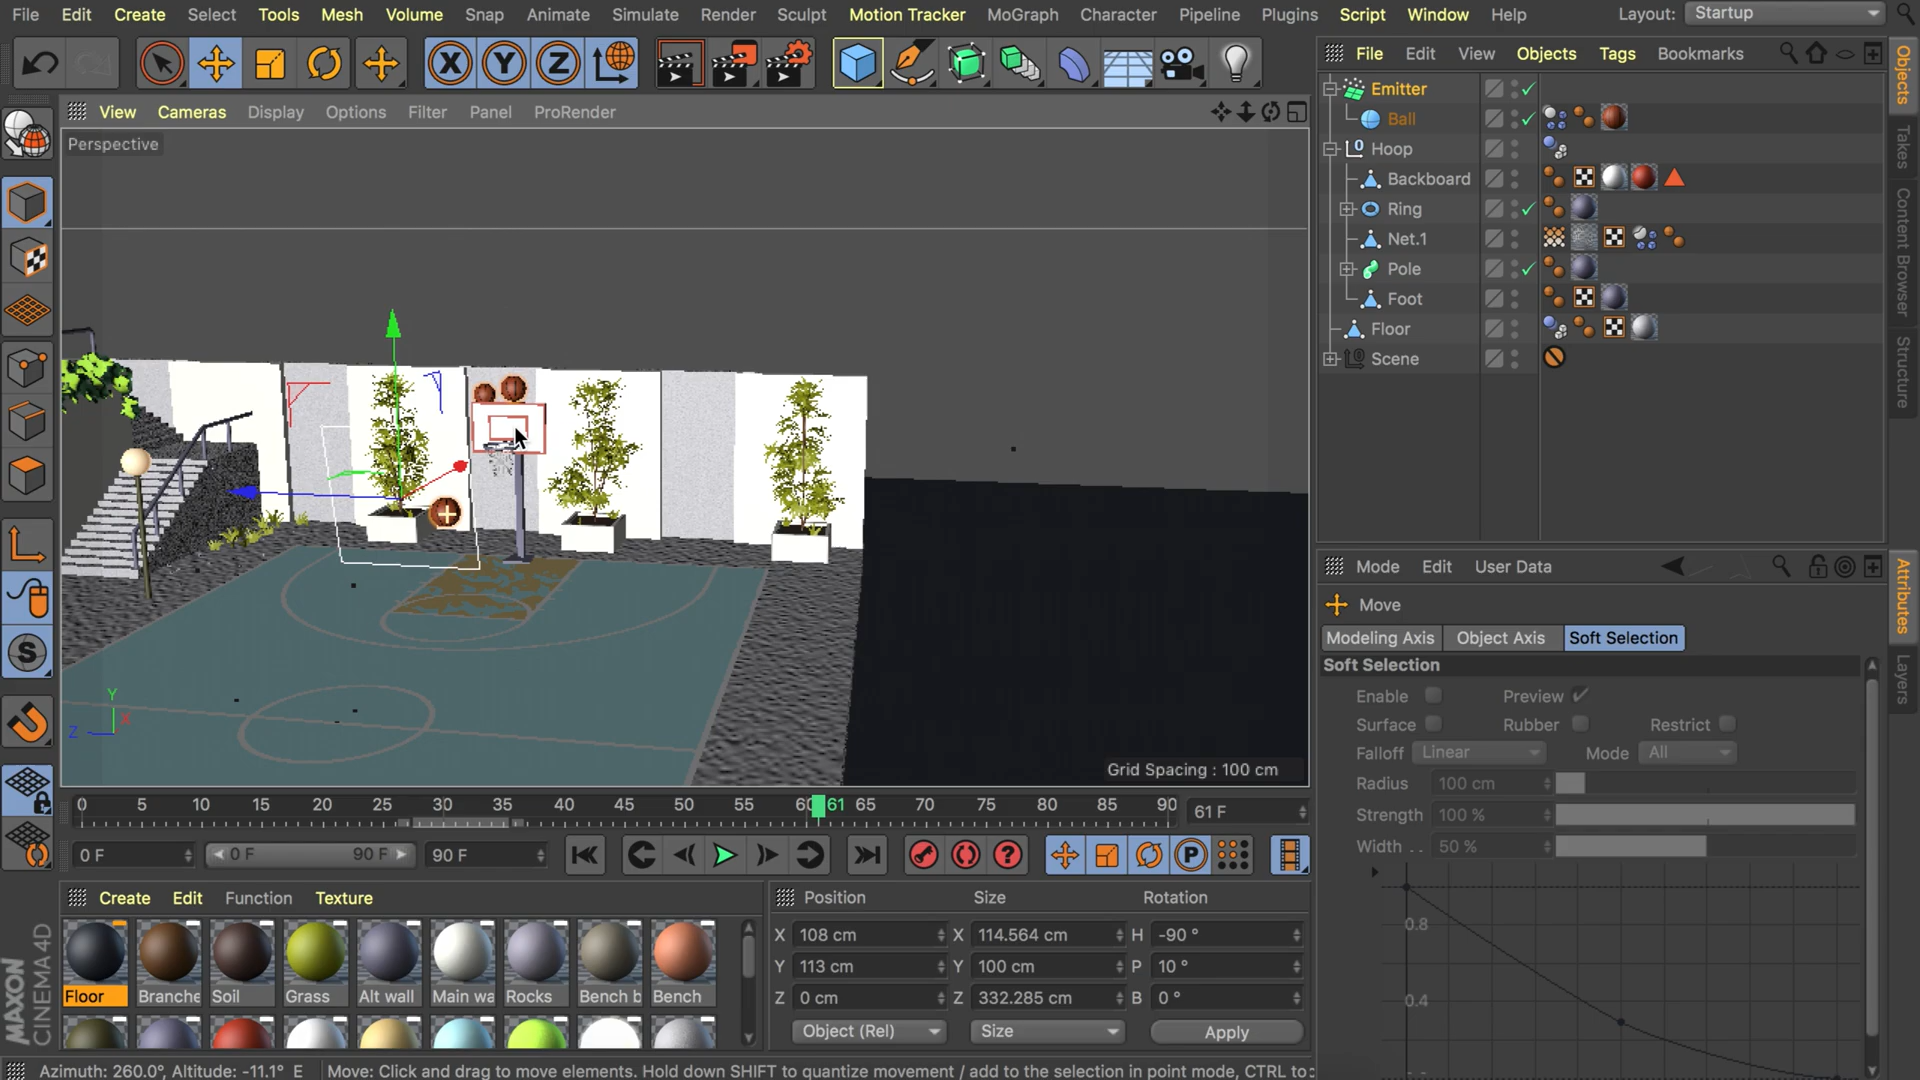 File Edit Create Select Tools Mesh Volume Snap Animate Simulate Render Sculpt Motion Tracker MoGraph Character Pipeline Plugins Script Window Help Layout: Startup
File Edit View Objects Tags Bookmarks
Objects
Takes
Content Browser
Structure
View Cameras Display Options Filter Panel ProRender
Perspective
Emitter
Ball
Hoop
Backboard
Ring
Net.1
Pole
Foot
Floor
Scene
Y
X
Z
Grid Spacing : 100 cm
Attributes
Layers
Mode Edit User Data
Move
Modeling Axis Object Axis Soft Selection
Soft Selection
Enable Preview
Surface Rubber Restrict
Falloff Linear Mode All
Radius 100 cm
Strength 100 %
Width . . 50 %
0.8
0.4
0 5 10 15 20 25 30 35 40 45 50 55 60 61 65 70 75 80 85 90 61 F
0 F 0 F 90 F 90 F
Create Edit Function Texture
Floor Branche Soil Grass Alt wall Main wa Rocks Bench b Bench
Position Size Rotation
X 108 cm X 114.564 cm H -90 °
Y 113 cm Y 100 cm P 10 °
Z 0 cm Z 332.285 cm B 0 °
Object (Rel) Size Apply
MAXON
CINEMA 4D
Azimuth: 260.0°, Altitude: -11.1° E Move: Click and drag to move elements. Hold down SHIFT to quantize movement / add to the selection in point mode, CTRL to